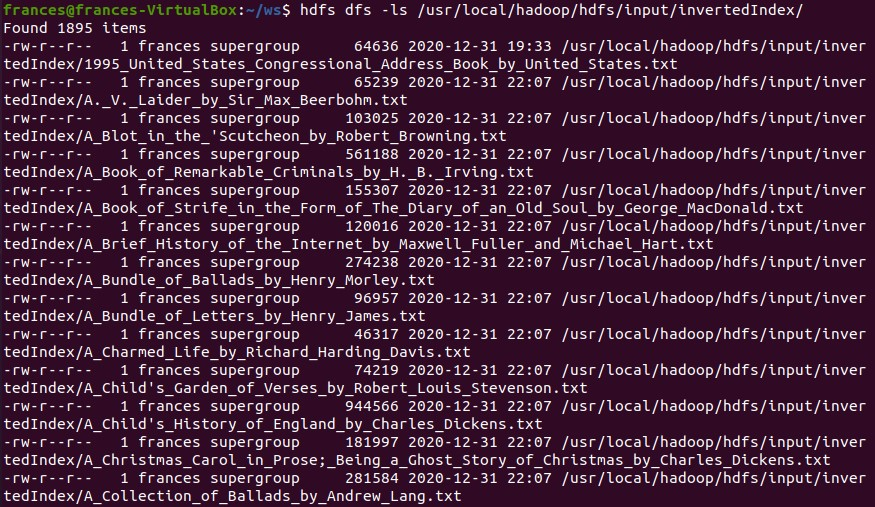 frances@frances-VirtualBox:~/ws$ hdfs dfs -ls /usr/local/hadoop/hdfs/input/invertedIndex/
Found 1895 items
-rw-r--r--   1 frances supergroup      64636 2020-12-31 19:33 /usr/local/hadoop/hdfs/input/inver
tedIndex/1995_United_States_Congressional_Address_Book_by_United_States.txt
-rw-r--r--   1 frances supergroup      65239 2020-12-31 22:07 /usr/local/hadoop/hdfs/input/inver
tedIndex/A._V._Laider_by_Sir_Max_Beerbohm.txt
-rw-r--r--   1 frances supergroup     103025 2020-12-31 22:07 /usr/local/hadoop/hdfs/input/inver
tedIndex/A_Blot_in_the_'Scutcheon_by_Robert_Browning.txt
-rw-r--r--   1 frances supergroup     561188 2020-12-31 22:07 /usr/local/hadoop/hdfs/input/inver
tedIndex/A_Book_of_Remarkable_Criminals_by_H._B._Irving.txt
-rw-r--r--   1 frances supergroup     155307 2020-12-31 22:07 /usr/local/hadoop/hdfs/input/inver
tedIndex/A_Book_of_Strife_in_the_Form_of_The_Diary_of_an_Old_Soul_by_George_MacDonald.txt
-rw-r--r--   1 frances supergroup     120016 2020-12-31 22:07 /usr/local/hadoop/hdfs/input/inver
tedIndex/A_Brief_History_of_the_Internet_by_Maxwell_Fuller_and_Michael_Hart.txt
-rw-r--r--   1 frances supergroup     274238 2020-12-31 22:07 /usr/local/hadoop/hdfs/input/inver
tedIndex/A_Bundle_of_Ballads_by_Henry_Morley.txt
-rw-r--r--   1 frances supergroup      96957 2020-12-31 22:07 /usr/local/hadoop/hdfs/input/inver
tedIndex/A_Bundle_of_Letters_by_Henry_James.txt
-rw-r--r--   1 frances supergroup      46317 2020-12-31 22:07 /usr/local/hadoop/hdfs/input/inver
tedIndex/A_Charmed_Life_by_Richard_Harding_Davis.txt
-rw-r--r--   1 frances supergroup      74219 2020-12-31 22:07 /usr/local/hadoop/hdfs/input/inver
tedIndex/A_Child's_Garden_of_Verses_by_Robert_Louis_Stevenson.txt
-rw-r--r--   1 frances supergroup     944566 2020-12-31 22:07 /usr/local/hadoop/hdfs/input/inver
tedIndex/A_Child's_History_of_England_by_Charles_Dickens.txt
-rw-r--r--   1 frances supergroup     181997 2020-12-31 22:07 /usr/local/hadoop/hdfs/input/inver
tedIndex/A_Christmas_Carol_in_Prose;_Being_a_Ghost_Story_of_Christmas_by_Charles_Dickens.txt
-rw-r--r--   1 frances supergroup     281584 2020-12-31 22:07 /usr/local/hadoop/hdfs/input/inver
tedIndex/A_Collection_of_Ballads_by_Andrew_Lang.txt